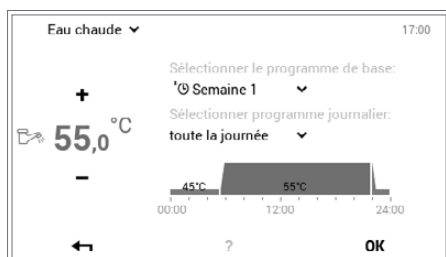 Eau chaude
17:00
Sélectionner le programme de base:
Semaine 1
Sélectionner programme journalier:
toute la journée
+
55,0 °C
–
45°C 55°C
00:00 12:00 24:00
? OK